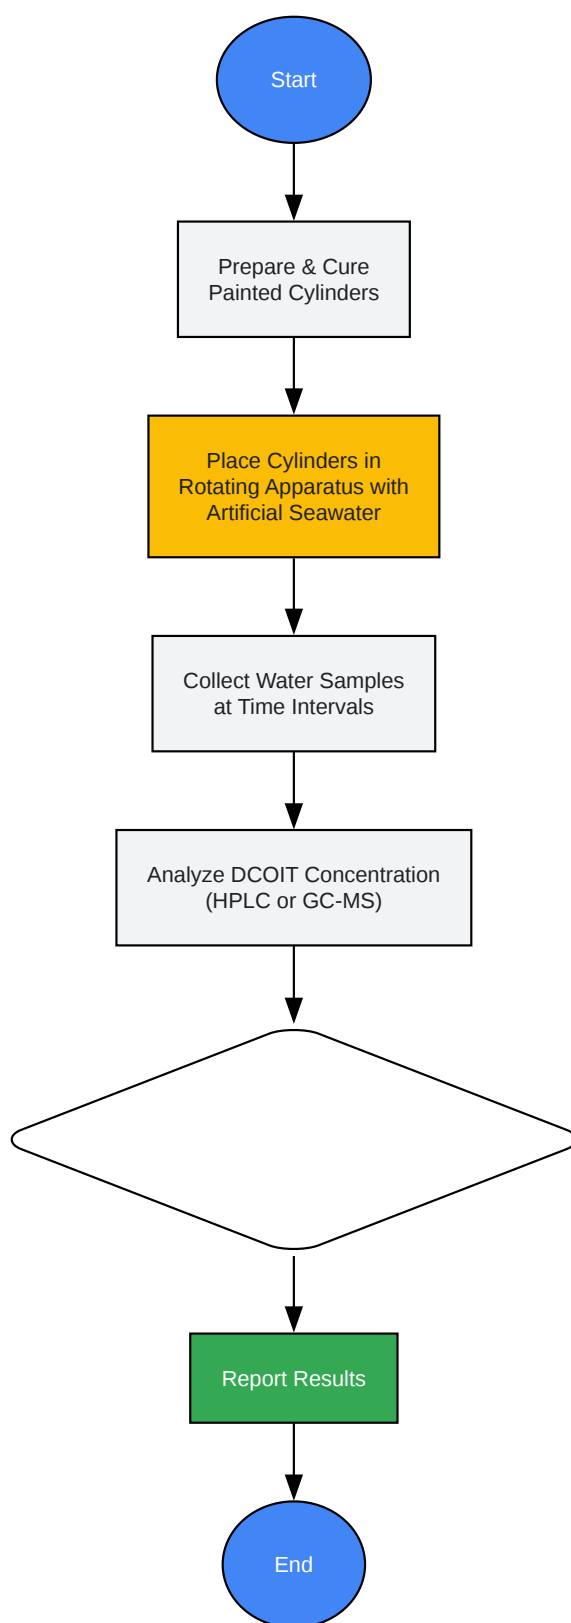 Start
Prepare & Cure
Painted Cylinders
Place Cylinders in
Rotating Apparatus with
Artificial Seawater
Collect Water Samples
at Time Intervals
Analyze DCOIT Concentration
(HPLC or GC-MS)
Report Results
End